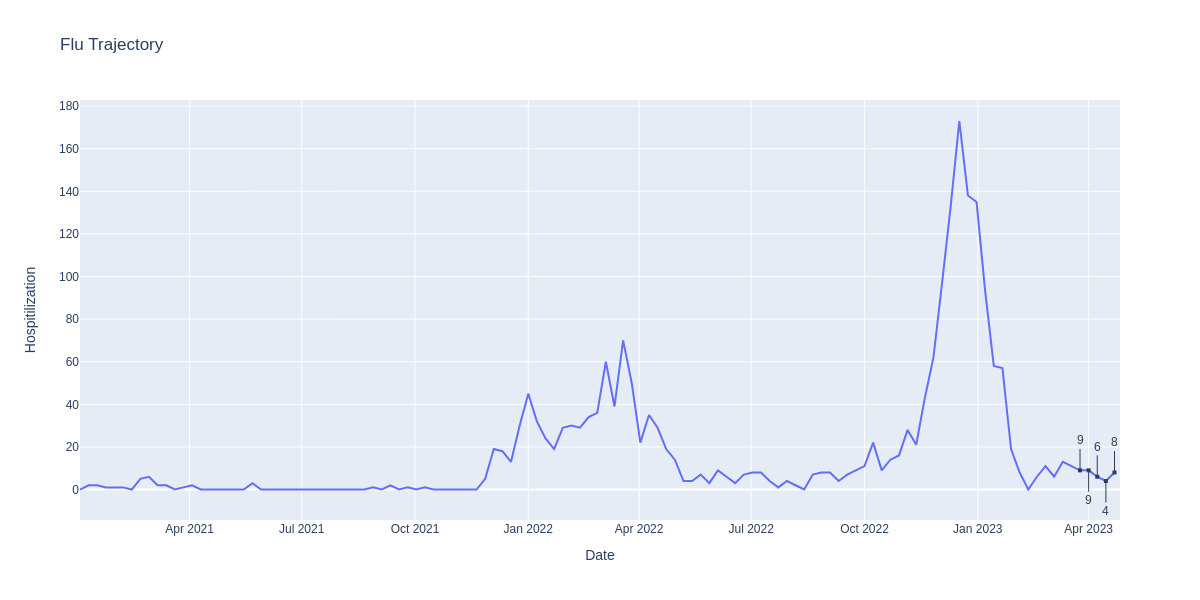 Flu Trajectory
Hospitilization
180
160
140
120
100
80
60
40
20
0
9
9
6
4
8
Apr 2021
Jul 2021
Oct 2021
Jan 2022
Apr 2022
Jul 2022
Oct 2022
Jan 2023
Apr 2023
Date